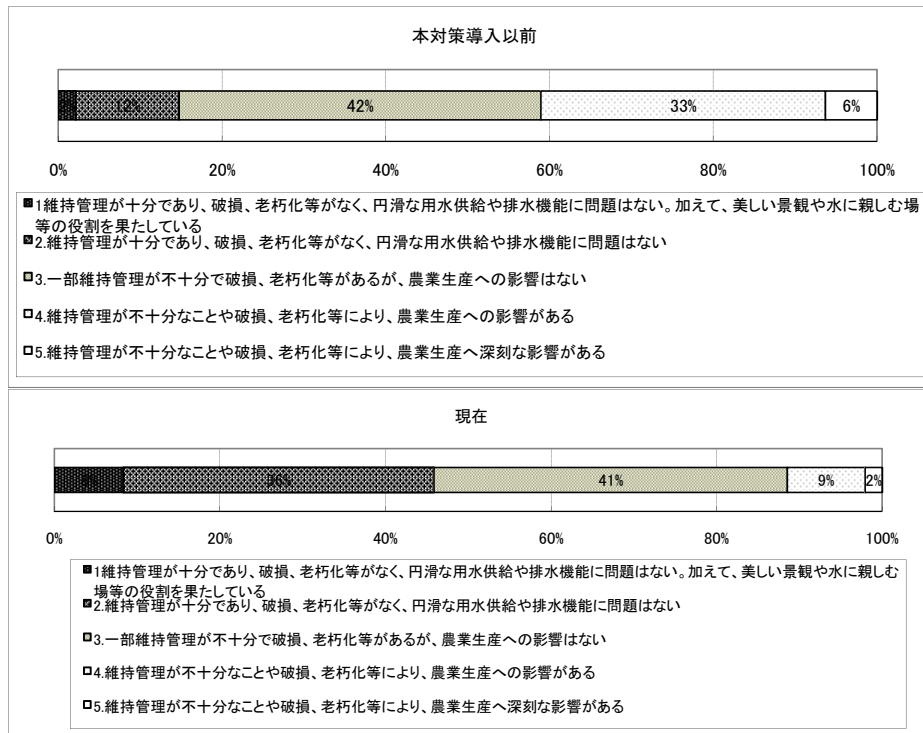 本対策導入以前
2%
12%
42%
33%
6%
0%
20%
40%
60%
80%
100%
1維持管理が十分であり、破損、老朽化等がなく、円滑な用水供給や排水機能に問題はない。加えて、美しい景観や水に親しむ場
等の役割を果たしている
2.維持管理が十分であり、破損、老朽化等がなく、円滑な用水供給や排水機能に問題はない
3.一部維持管理が不十分で破損、老朽化等があるが、農業生産への影響はない
4.維持管理が不十分なことや破損、老朽化等により、農業生産への影響がある
5.維持管理が不十分なことや破損、老朽化等により、農業生産へ深刻な影響がある
現在
8%
36%
41%
9%
2%
0%
20%
40%
60%
80%
100%
1維持管理が十分であり、破損、老朽化等がなく、円滑な用水供給や排水機能に問題はない。加えて、美しい景観や水に親しむ
場等の役割を果たしている
2.維持管理が十分であり、破損、老朽化等がなく、円滑な用水供給や排水機能に問題はない
3.一部維持管理が不十分で破損、老朽化等があるが、農業生産への影響はない
4.維持管理が不十分なことや破損、老朽化等により、農業生産への影響がある
5.維持管理が不十分なことや破損、老朽化等により、農業生産へ深刻な影響がある